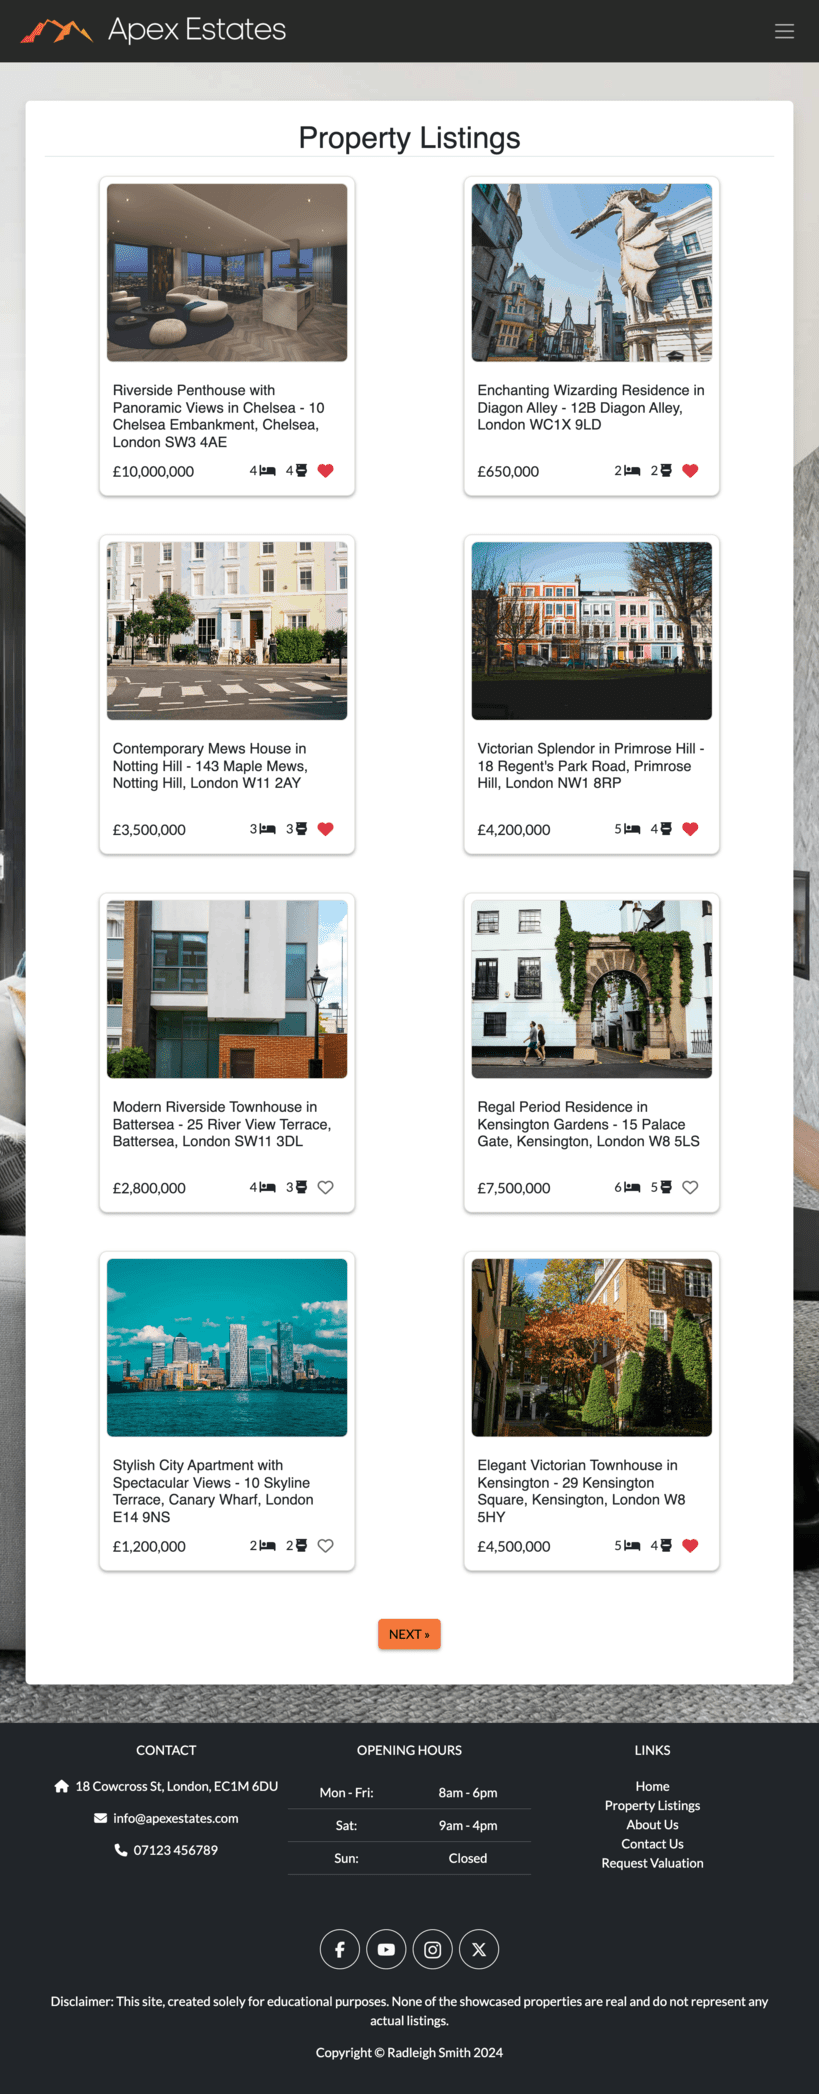 Apex Estates
Property Listings
Riverside Penthouse with
Panoramic Views in Chelsea - 10
Chelsea Embankment, Chelsea,
London SW3 4AE
£10,000,000 4 4
Enchanting Wizarding Residence in
Diagon Alley - 12B Diagon Alley,
London WC1X 9LD
£650,000 2 2
Contemporary Mews House in
Notting Hill - 143 Maple Mews,
Notting Hill, London W11 2AY
£3,500,000 3 3
Victorian Splendor in Primrose Hill -
18 Regent's Park Road, Primrose
Hill, London NW1 8RP
£4,200,000 5 4
Modern Riverside Townhouse in
Battersea - 25 River View Terrace,
Battersea, London SW11 3DL
£2,800,000 4 3
Regal Period Residence in
Kensington Gardens - 15 Palace
Gate, Kensington, London W8 5LS
£7,500,000 6 5
Stylish City Apartment with
Spectacular Views - 10 Skyline
Terrace, Canary Wharf, London
E14 9NS
£1,200,000 2 2
Elegant Victorian Townhouse in
Kensington - 29 Kensington
Square, Kensington, London W8
5HY
£4,500,000 5 4
NEXT »
CONTACT
18 Cowcross St, London, EC1M 6DU
info@apexestates.com
07123 456789
OPENING HOURS
Mon - Fri: 8am - 6pm
Sat: 9am - 4pm
Sun: Closed
LINKS
Home
Property Listings
About Us
Contact Us
Request Valuation
Disclaimer: This site, created solely for educational purposes. None of the showcased properties are real and do not represent any
actual listings.
Copyright © Radleigh Smith 2024